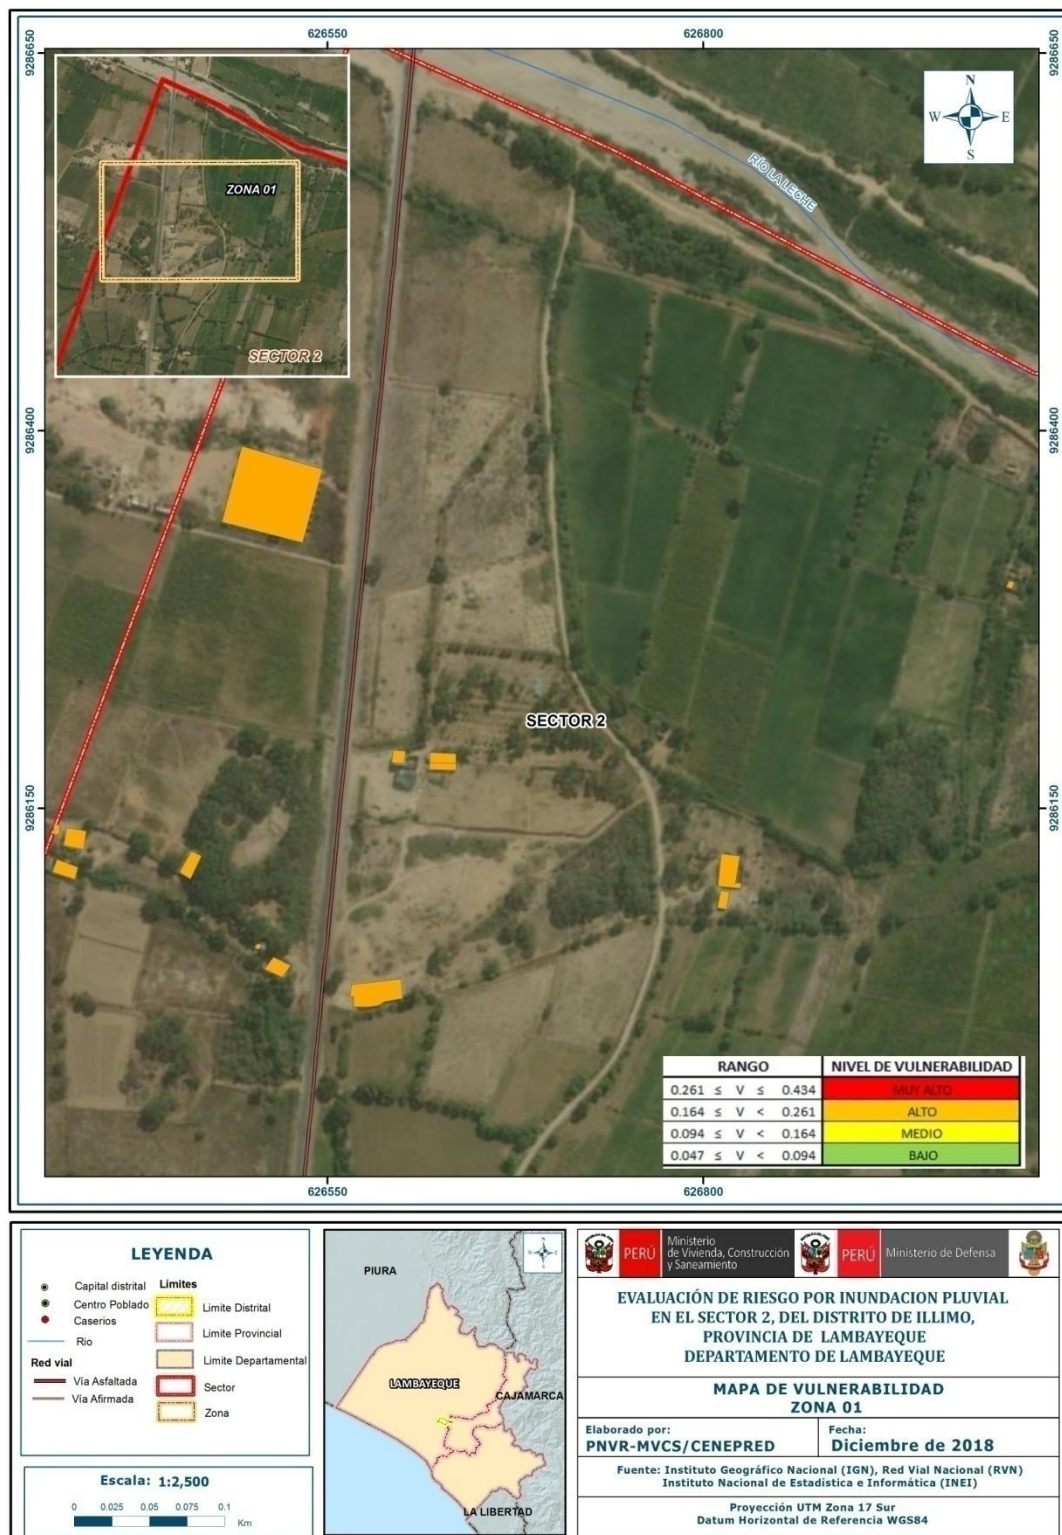 626550
626800
9286650
9286650
N
W
E
S
ZONA 01
SECTOR 2
RÍO LA LECHE
9286400
9286400
SECTOR 2
9286150
9286150
RANGO NIVEL DE VULNERABILIDAD
0.261 ≤ V ≤ 0.434 MUY ALTO
0.164 ≤ V < 0.261 ALTO
0.094 ≤ V < 0.164 MEDIO
0.047 ≤ V < 0.094 BAJO
626550
626800
LEYENDA
Capital distrital
Centro Poblado
Caserios
Rio
Red vial
Vía Asfaltada
Vía Afirmada
Limites
Limite Distrital
Limite Provincial
Limite Departamental
Sector
Zona
Escala: 1:2,500
0 0.025 0.05 0.075 0.1
Km
PIURA
LAMBAYEQUE
CAJAMARCA
LA LIBERTAD
PERÚ
Ministerio
de Vivienda, Construcción
y Saneamiento
PERÚ
Ministerio de Defensa
EVALUACIÓN DE RIESGO POR INUNDACION PLUVIAL
EN EL SECTOR 2, DEL DISTRITO DE ILLIMO,
PROVINCIA DE LAMBAYEQUE
DEPARTAMENTO DE LAMBAYEQUE
MAPA DE VULNERABILIDAD
ZONA 01
Elaborado por:
PNVR-MVCS/CENEPRED
Fecha:
Diciembre de 2018
Fuente: Instituto Geográfico Nacional (IGN), Red Vial Nacional (RVN)
Instituto Nacional de Estadística e Informática (INEI)
Proyección UTM Zona 17 Sur
Datum Horizontal de Referencia WGS84